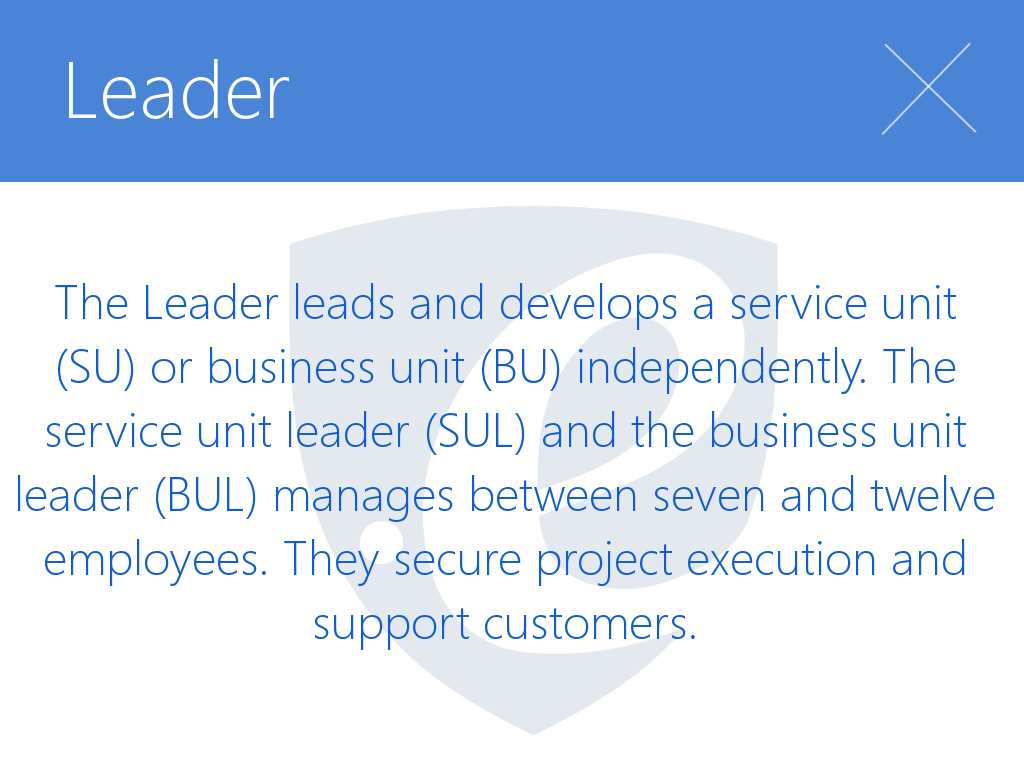 Leader
The Leader leads and develops a service unit
(SU) or business unit (BU) independently. The
service unit leader (SUL) and the business unit
leader (BUL) manages between seven and twelve
employees. They secure project execution and
support customers.